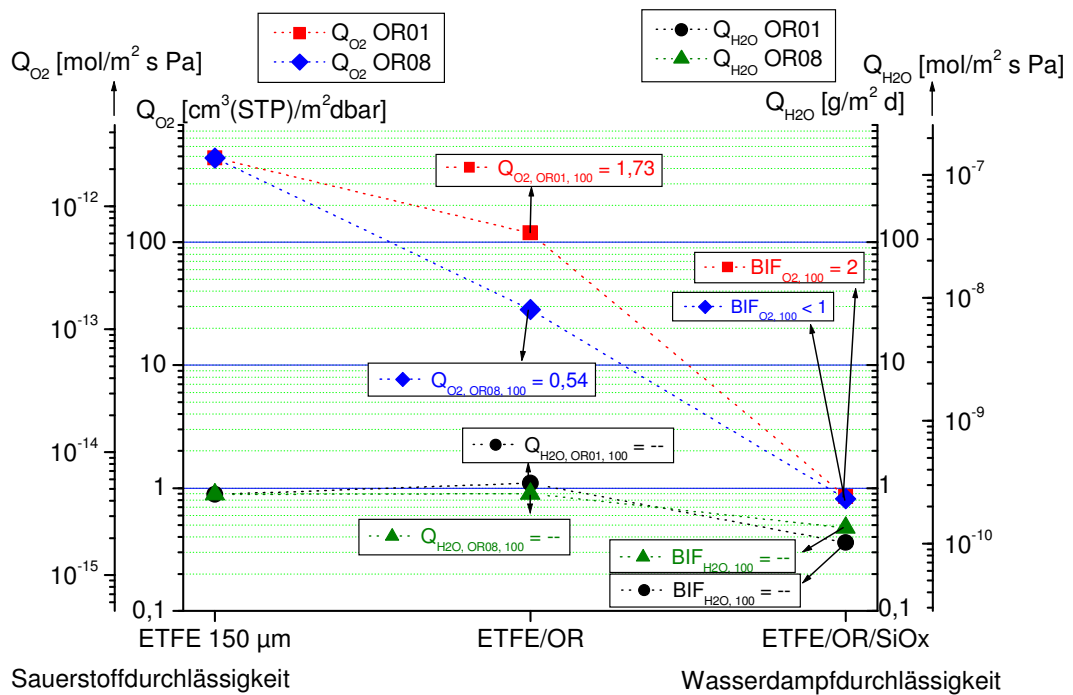 Q_O2 OR01
Q_O2 OR08
Q_H2O OR01
Q_H2O OR08
Q_O2 [mol/m² s Pa]
Q_H2O [mol/m² s Pa]
Q_O2 [cm³(STP)/m²dbar]
Q_H2O [g/m² d]
10⁻¹²
10⁻¹³
10⁻¹⁴
10⁻¹⁵
100
10
1
0,1
Q_O2, OR01, 100 = 1,73
BIF_O2, 100 = 2
BIF_O2, 100 < 1
Q_O2, OR08, 100 = 0,54
Q_H2O, OR01, 100 = --
Q_H2O, OR08, 100 = --
BIF_H2O, 100 = --
BIF_H2O, 100 = --
100
10
1
0,1
10⁻⁷
10⁻⁸
10⁻⁹
10⁻¹⁰
ETFE 150 µm
ETFE/OR
ETFE/OR/SiOx
Sauerstoffdurchlässigkeit
Wasserdampfdurchlässigkeit